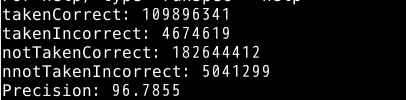 takenCorrect: 109896341
takenIncorrect: 4674619
notTakenCorrect: 182644412
nnotTakenIncorrect: 5041299
Precision: 96.7855